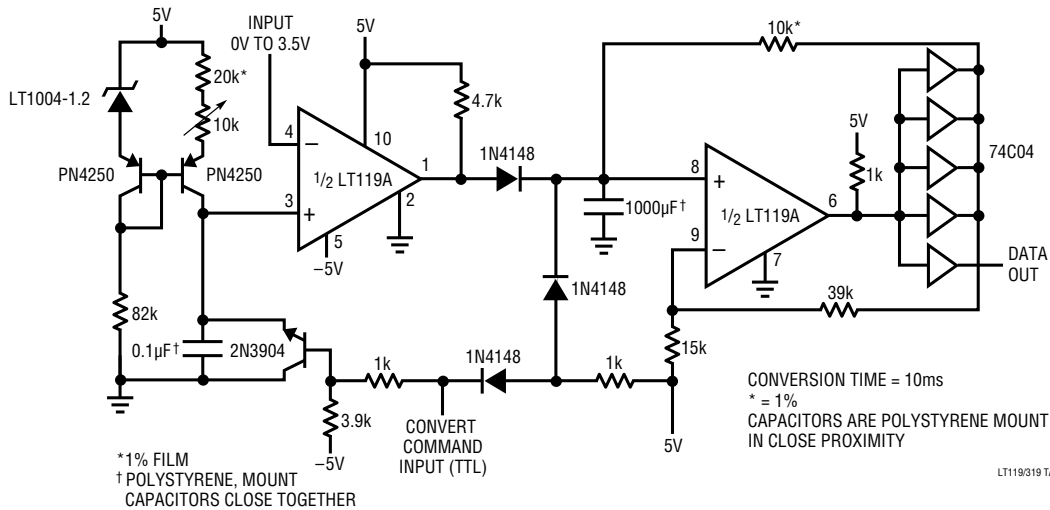 5V
INPUT
0V TO 3.5V
5V
10k*
20k*
LT1004-1.2
10k
4.7k
4
–
10
1
1N4148
5V
74C04
PN4250
PN4250
1/2 LT119A
2
8
+
1k
1000µF†
1/2 LT119A
6
3
+
5
–5V
9
–
7
DATA
OUT
1N4148
39k
82k
0.1µF†
2N3904
15k
1k
1N4148
1k
3.9k
–5V
CONVERT
COMMAND
INPUT (TTL)
5V
CONVERSION TIME = 10ms
* = 1%
CAPACITORS ARE POLYSTYRENE MOUNT
IN CLOSE PROXIMITY
*1% FILM
† POLYSTYRENE, MOUNT
CAPACITORS CLOSE TOGETHER